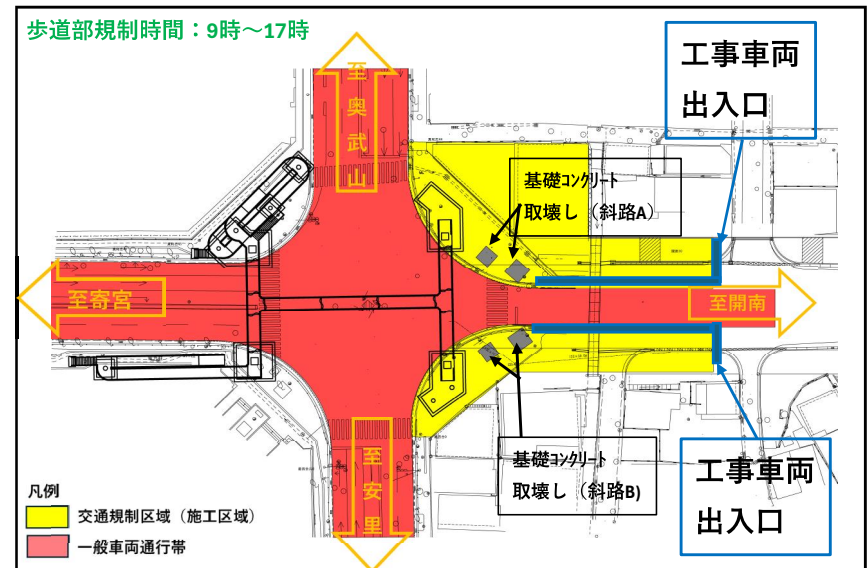 歩道部規制時間：9時～17時
工事車両
出入口
至奥武山
基礎ｺﾝｸﾘｰﾄ
取壊し（斜路A）
至寄宮
至開南
至安里
基礎ｺﾝｸﾘｰﾄ
取壊し（斜路B)
工事車両
出入口
凡例
交通規制区域（施工区域）
一般車両通行帯